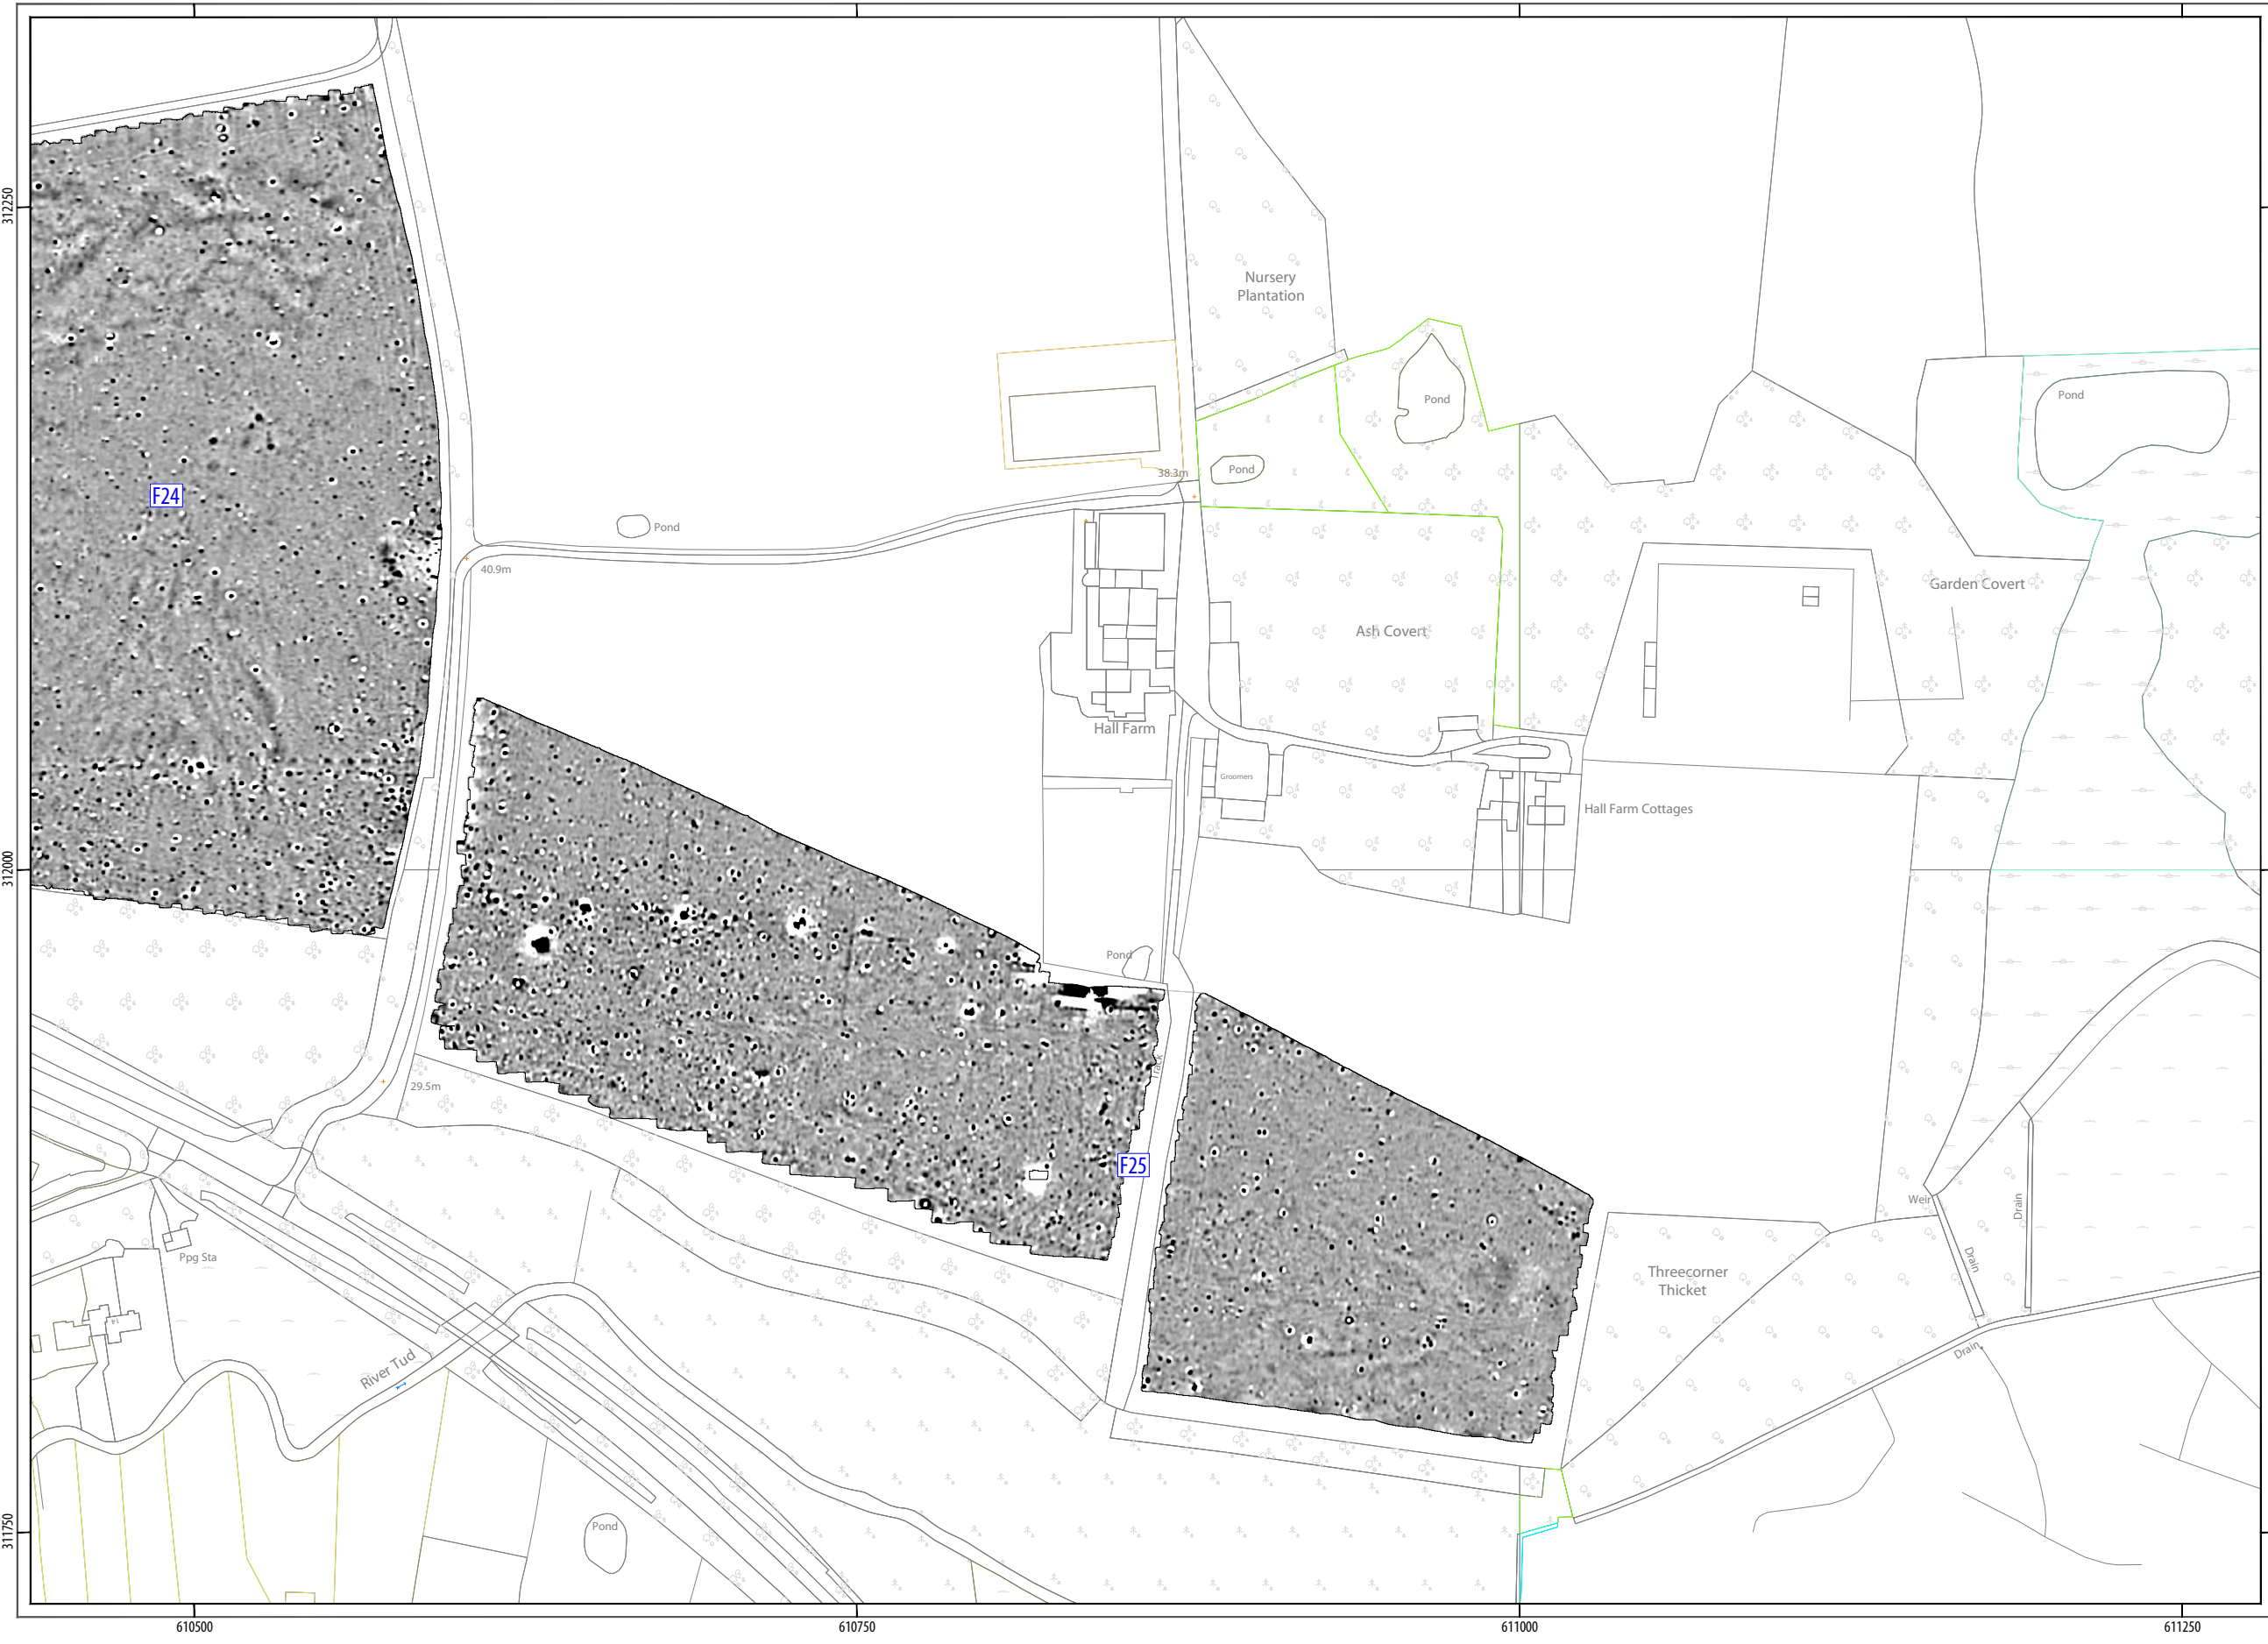 312250
Nursery
Plantation
Pond
Pond
Pond
38.3m
F24
Pond
40.9m
Garden Covert
Ash Covert
Hall Farm
Groomers
Hall Farm Cottages
312000
Pond
Track
29.5m
F25
Weir
Drain
Drain
Ppg Sta
Threecorner
Thicket
14
Drain
River Tud
Pond
311750
610500
610750
611000
611250